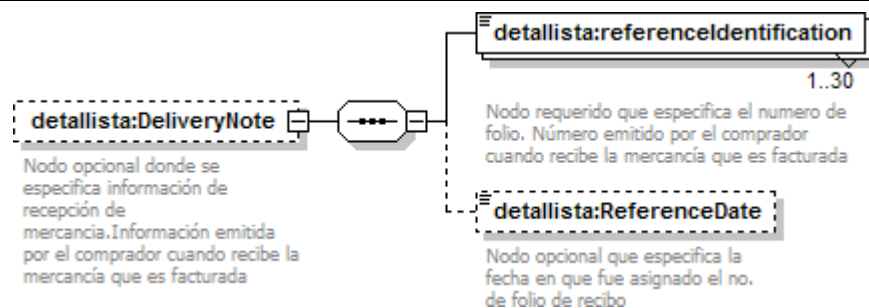 detallista:referenceIdentification
1..30
Nodo requerido que especifica el numero de
folio. Número emitido por el comprador
cuando recibe la mercancía que es facturada
detallista:DeliveryNote
Nodo opcional donde se
especifica información de
recepción de
mercancia.Información emitida
por el comprador cuando recibe la
mercancía que es facturada
detallista:ReferenceDate
Nodo opcional que especifica la
fecha en que fue asignado el no.
de folio de recibo